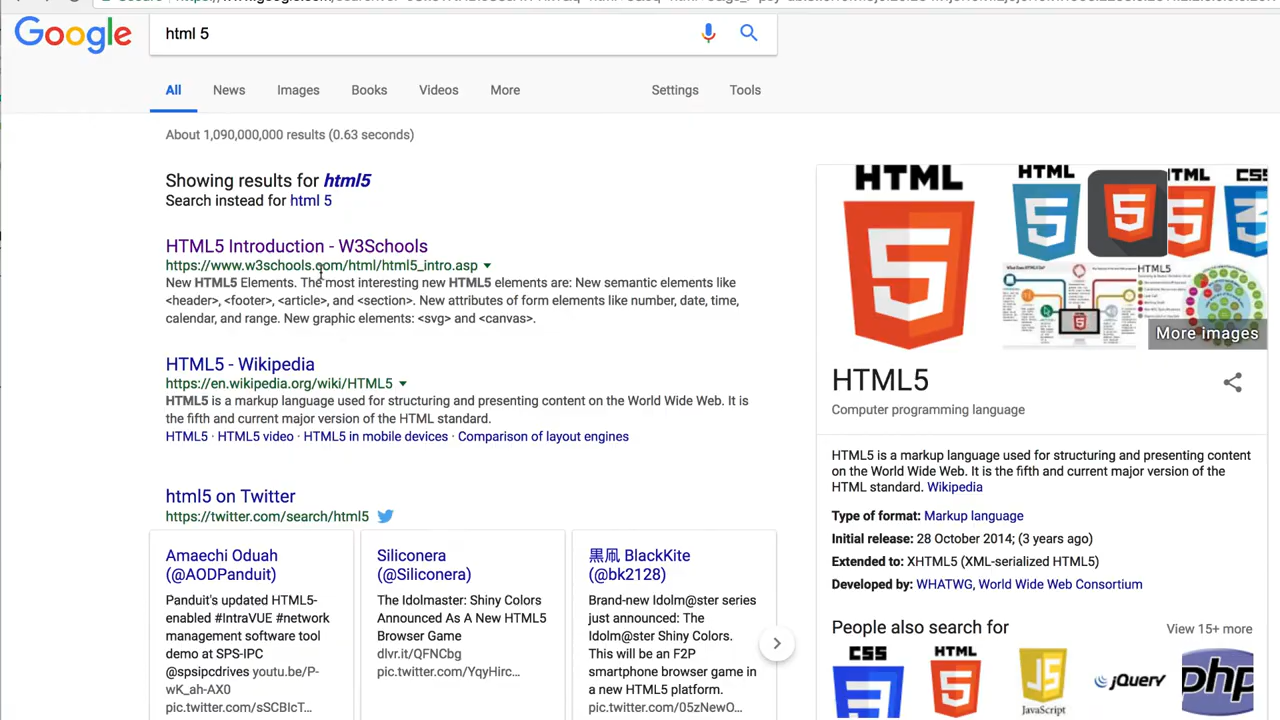 Google
html 5
All News Images Books Videos More Settings Tools
About 1,090,000,000 results (0.63 seconds)
Showing results for html5
Search instead for html 5
HTML5 Introduction - W3Schools
https://www.w3schools.com/html/html5_intro.asp
New HTML5 Elements. The most interesting new HTML5 elements are: New semantic elements like
<header>, <footer>, <article>, and <section>. New attributes of form elements like number, date, time,
calendar, and range. New graphic elements: <svg> and <canvas>.
HTML5 - Wikipedia
https://en.wikipedia.org/wiki/HTML5
HTML5 is a markup language used for structuring and presenting content on the World Wide Web. It is
the fifth and current major version of the HTML standard.
HTML5 · HTML5 video · HTML5 in mobile devices · Comparison of layout engines
html5 on Twitter
https://twitter.com/search/html5
Amaechi Oduah
(@AODPanduit)
Panduit's updated HTML5-
enabled #IntraVUE #network
management software tool
demo at SPS-IPC
@spsipcdrives youtu.be/P-
wK_ah-AX0
pic.twitter.com/sSCBIcT...
Siliconera
(@Siliconera)
The Idolmaster: Shiny Colors
Announced As A New HTML5
Browser Game
dlvr.it/QFNCbg
pic.twitter.com/YqyHirc...
黒凧 BlackKite
(@bk2128)
Brand-new Idolm@ster series
just announced: The
Idolm@ster Shiny Colors.
This will be an F2P
smartphone browser game in
a new HTML5 platform.
pic.twitter.com/05zNewO...
HTML
5
HTML
5
5
HTML
5
CSS
3
HTML5
More images
HTML5
Computer programming language
HTML5 is a markup language used for structuring and presenting content
on the World Wide Web. It is the fifth and current major version of the
HTML standard. Wikipedia
Type of format: Markup language
Initial release: 28 October 2014; (3 years ago)
Extended to: XHTML5 (XML-serialized HTML5)
Developed by: WHATWG, World Wide Web Consortium
People also search for
View 15+ more
CSS
3
HTML
5
JS
JavaScript
jQuery
php